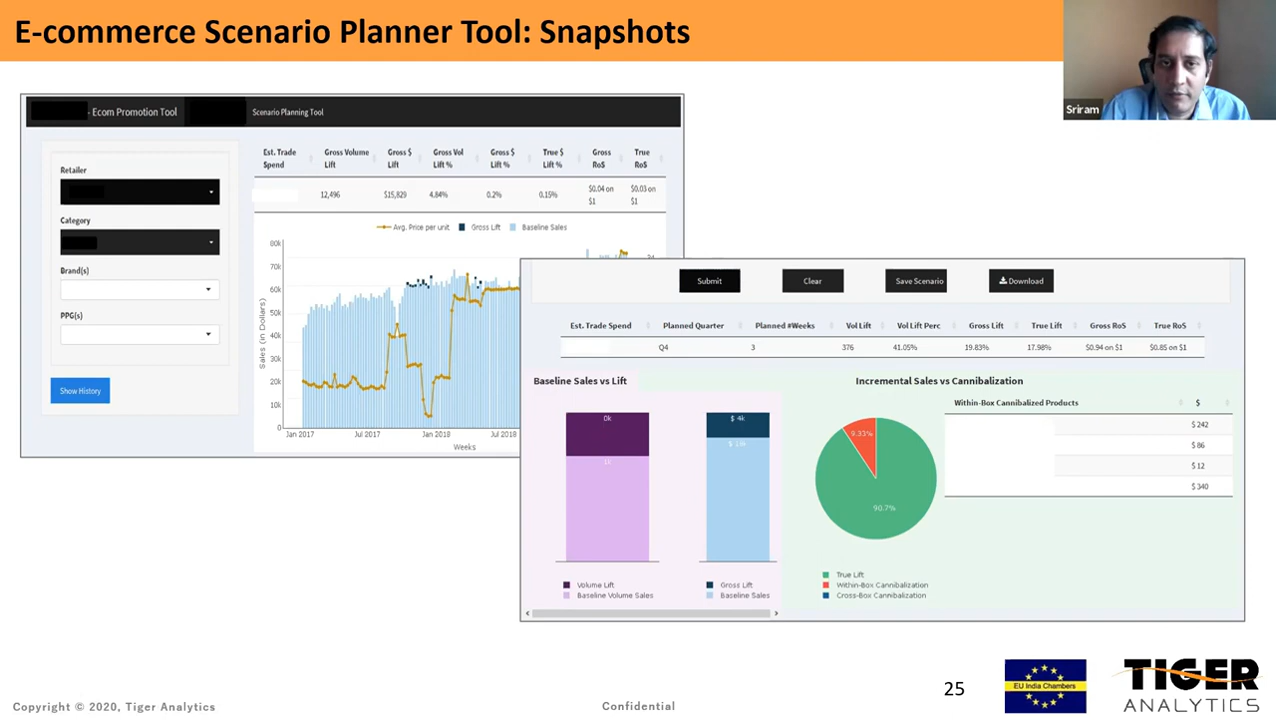 E-commerce Scenario Planner Tool: Snapshots
Sriram
- Ecom Promotion Tool
Scenario Planning Tool
Retailer
Category
Brand(s)
PPG(s)
Show History
Est. Trade Spend Gross Volume Lift Gross $ Lift Gross Vol Lift % Gross $ Lift % True $ Lift % Gross Ro$ True Ro$
12,496 $15,829 4.84% 0.2% 0.15% $0.04 on $1 $0.03 on $1
Avg. Price per unit Gross Lift Baseline Sales
80k
70k
60k
50k
40k
30k
20k
10k
0
Sales (in Dollars)
Jan 2017 Jul 2017 Jan 2018 Jul 2018
Weeks
Submit Clear Save Scenario Download
Est. Trade Spend Planned Quarter Planned #Weeks Vol Lift Vol Lift Perc Gross Lift True Lift Gross RoS True RoS
Q4 3 376 41.05% 19.83% 17.98% $0.94 on $1 $0.85 on $1
Baseline Sales vs Lift
0k
$ 4k
Volume Lift
Baseline Volume Sales
Gross Lift
Baseline Sales
Incremental Sales vs Cannibalization
9.33%
90.7%
True Lift
Within-Box Cannibalization
Cross-Box Cannibalization
Within-Box Cannibalized Products $
$ 242
$ 86
$ 12
$ 340
Copyright © 2020, Tiger Analytics
Confidential
25
EU India Chambers
TIGER
ANALYTICS